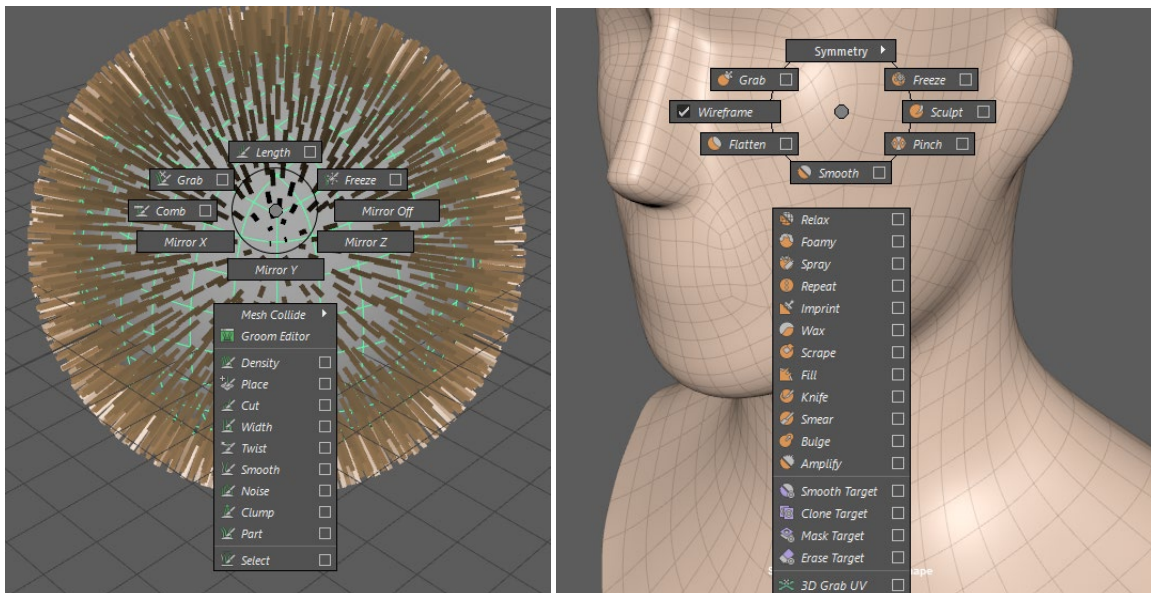 Length
Grab
Freeze
Comb
Mirror Off
Mirror X
Mirror Z
Mirror Y
Mesh Collide
Groom Editor
Density
Place
Cut
Width
Twist
Smooth
Noise
Clump
Part
Select
Symmetry
Grab
Freeze
Wireframe
Sculpt
Flatten
Pinch
Smooth
Relax
Foamy
Spray
Repeat
Imprint
Wax
Scrape
Fill
Knife
Smear
Bulge
Amplify
Smooth Target
Clone Target
Mask Target
Erase Target
3D Grab UV